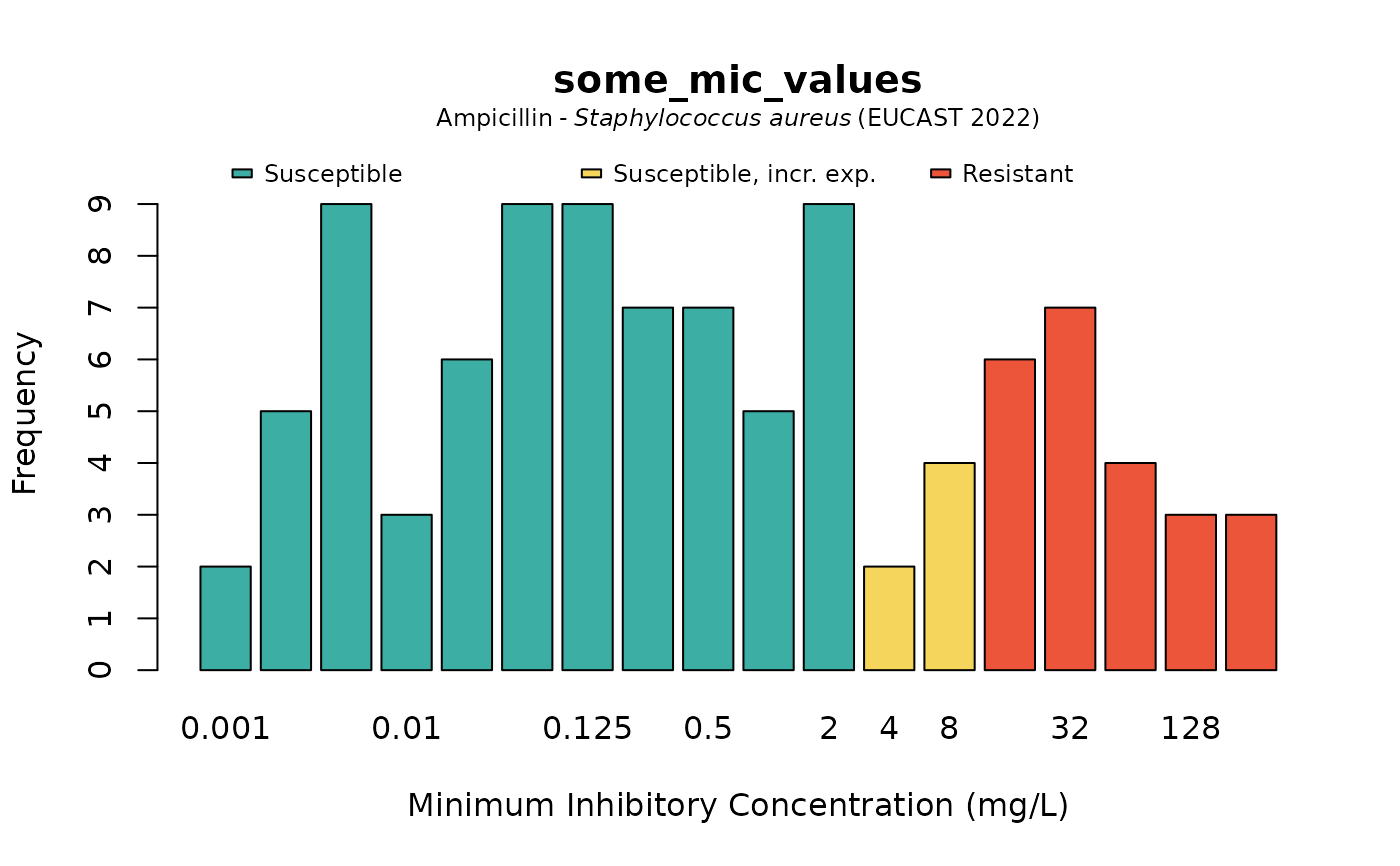 some_mic_values
Ampicillin - Staphylococcus aureus (EUCAST 2022)
Susceptible
Susceptible, incr. exp.
Resistant
9
8
7
6
5
4
3
2
1
0
Frequency
0.001 0.01 0.125 0.5 2 4 8 32 128
Minimum Inhibitory Concentration (mg/L)